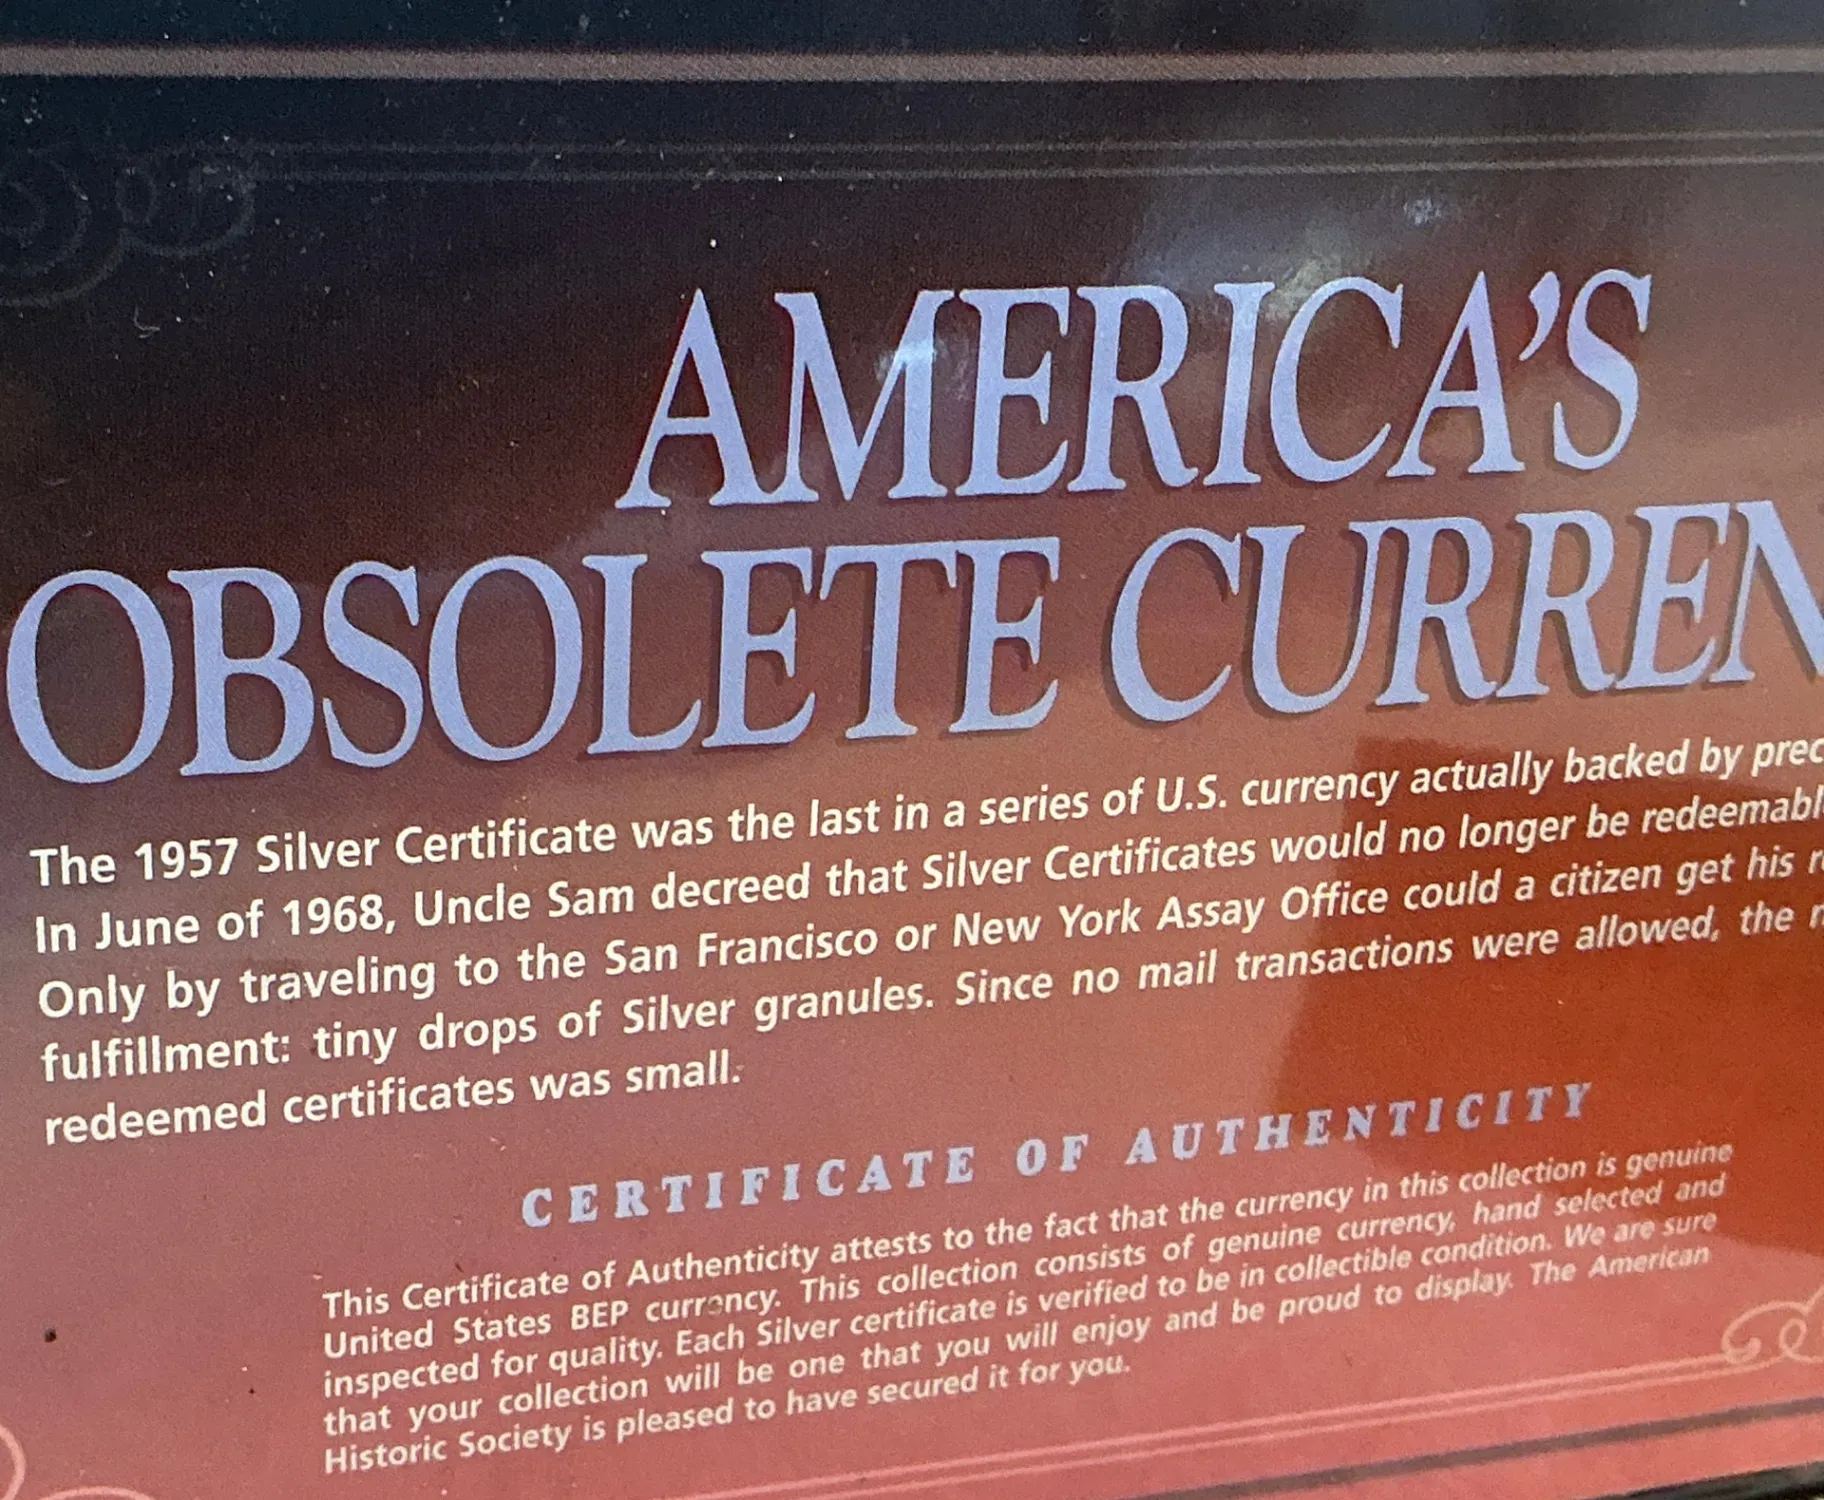 AMERICA'S
OBSOLETE CURREN
The 1957 Silver Certificate was the last in a series of U.S. currency actually backed by prec
In June of 1968, Uncle Sam decreed that Silver Certificates would no longer be redeemabl
Only by traveling to the San Francisco or New York Assay Office could a citizen get his r
fulfillment: tiny drops of Silver granules. Since no mail transactions were allowed, the
redeemed certificates was small.
CERTIFICATE OF AUTHENTICITY
This Certificate of Authenticity attests to the fact that the currency in this collection is genuine
United States BEP currency. This collection consists of genuine currency, hand selected and
inspected for quality. Each Silver certificate is verified to be in collectible condition. We are sure
that your collection will be one that you will enjoy and be proud to display. The American
Historic Society is pleased to have secured it for you.